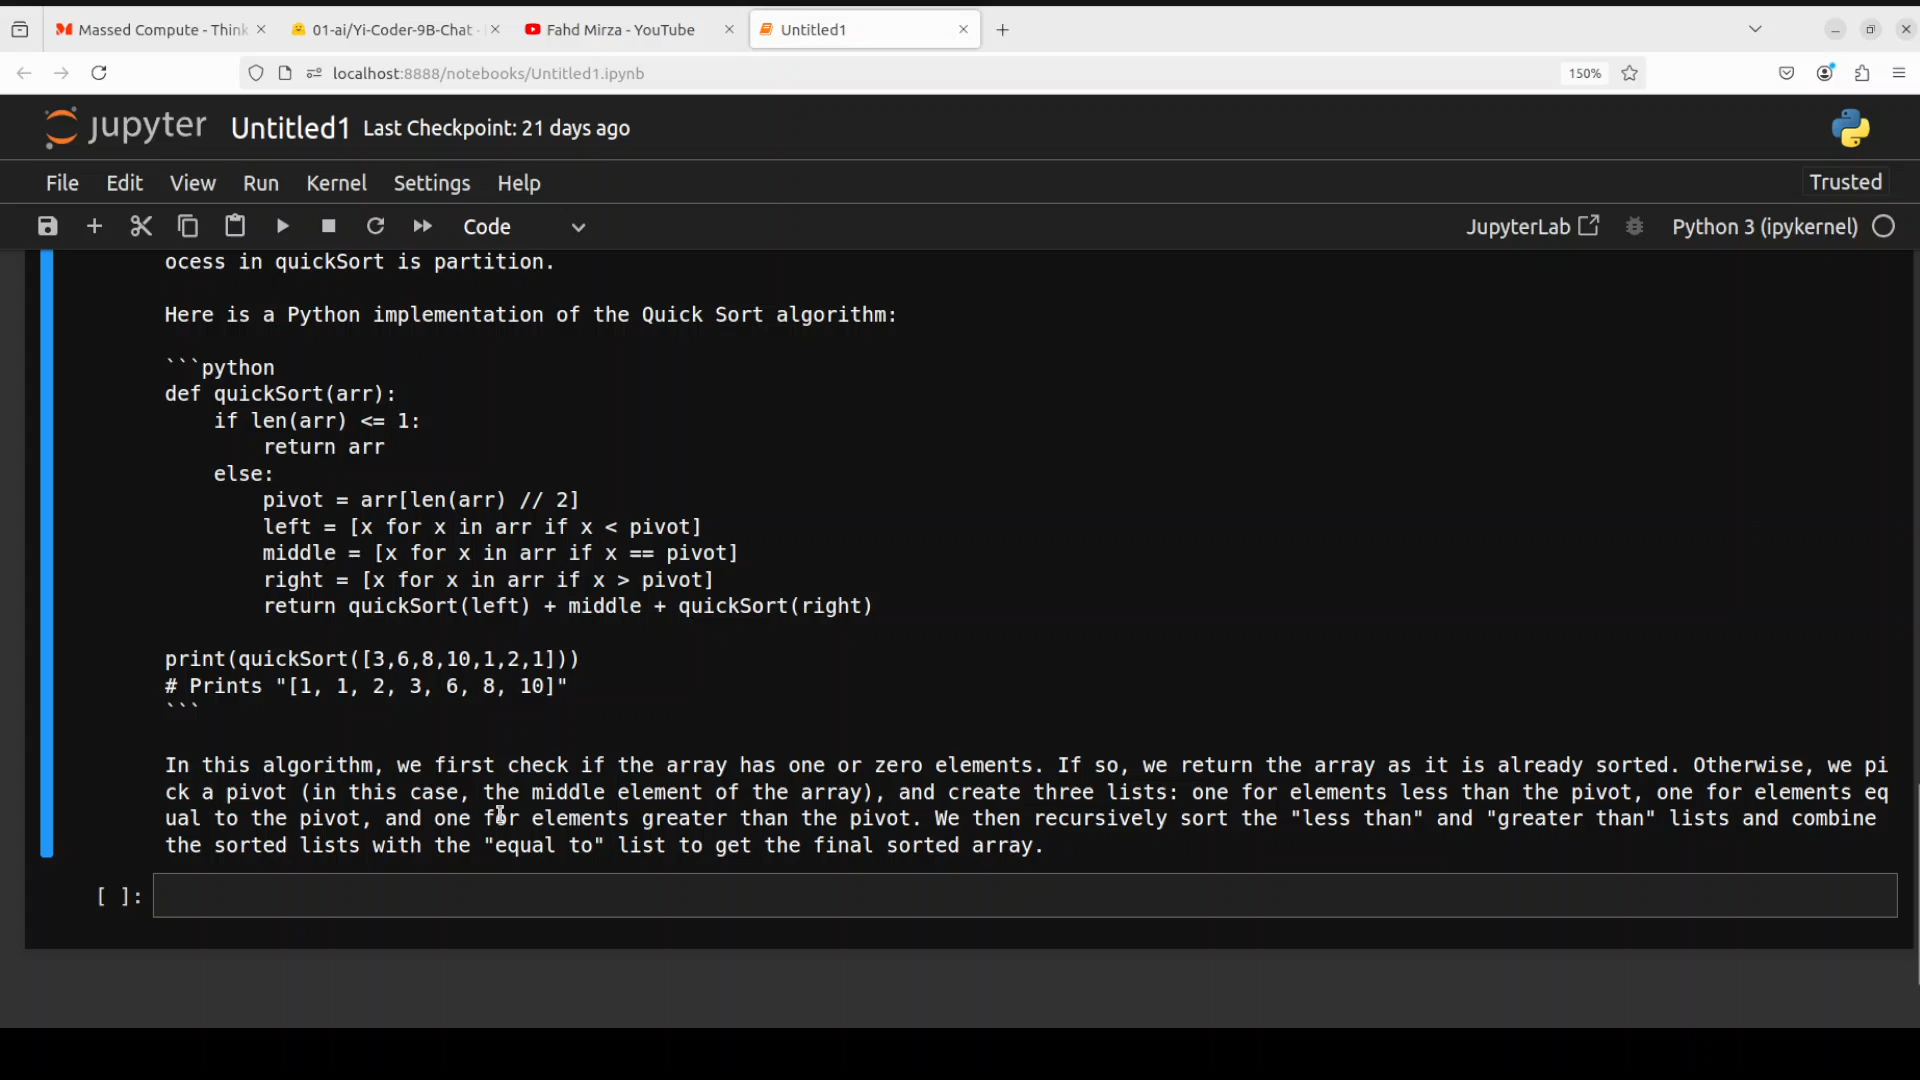 Massed Compute - Think
01-ai/Yi-Coder-9B-Chat -
Fahd Mirza - YouTube
Untitled1
localhost:8888/notebooks/Untitled1.ipynb
150%
jupyter Untitled1 Last Checkpoint: 21 days ago
File Edit View Run Kernel Settings Help Trusted
Code JupyterLab Python 3 (ipykernel)
ocess in quickSort is partition.
Here is a Python implementation of the Quick Sort algorithm:
```python
def quickSort(arr):
    if len(arr) <= 1:
        return arr
    else:
        pivot = arr[len(arr) // 2]
        left = [x for x in arr if x < pivot]
        middle = [x for x in arr if x == pivot]
        right = [x for x in arr if x > pivot]
        return quickSort(left) + middle + quickSort(right)
print(quickSort([3,6,8,10,1,2,1]))
# Prints "[1, 1, 2, 3, 6, 8, 10]"
```
In this algorithm, we first check if the array has one or zero elements. If so, we return the array as it is already sorted. Otherwise, we pi
ck a pivot (in this case, the middle element of the array), and create three lists: one for elements less than the pivot, one for elements eq
ual to the pivot, and one for elements greater than the pivot. We then recursively sort the "less than" and "greater than" lists and combine
the sorted lists with the "equal to" list to get the final sorted array.
[ ]: